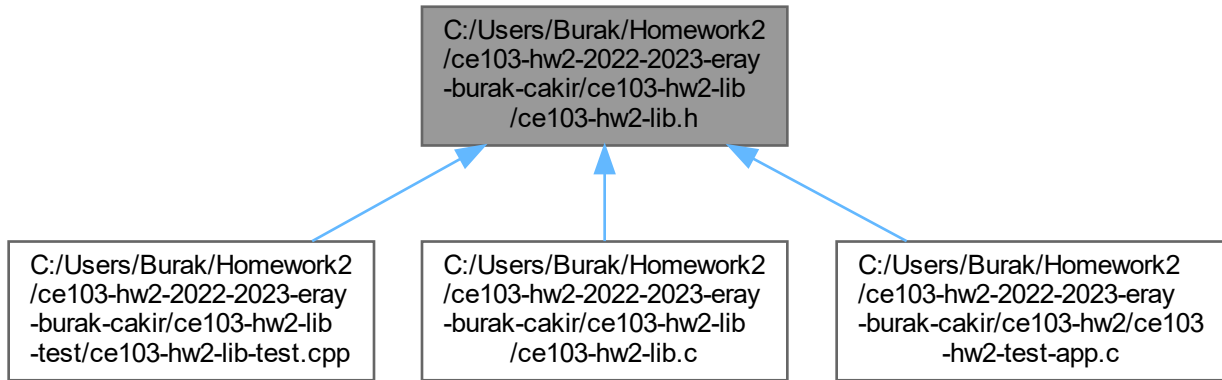 C:/Users/Burak/Homework2
/ce103-hw2-2022-2023-eray
-burak-cakir/ce103-hw2-lib
/ce103-hw2-lib.h
C:/Users/Burak/Homework2
/ce103-hw2-2022-2023-eray
-burak-cakir/ce103-hw2-lib
-test/ce103-hw2-lib-test.cpp
C:/Users/Burak/Homework2
/ce103-hw2-2022-2023-eray
-burak-cakir/ce103-hw2-lib
/ce103-hw2-lib.c
C:/Users/Burak/Homework2
/ce103-hw2-2022-2023-eray
-burak-cakir/ce103-hw2/ce103
-hw2-test-app.c